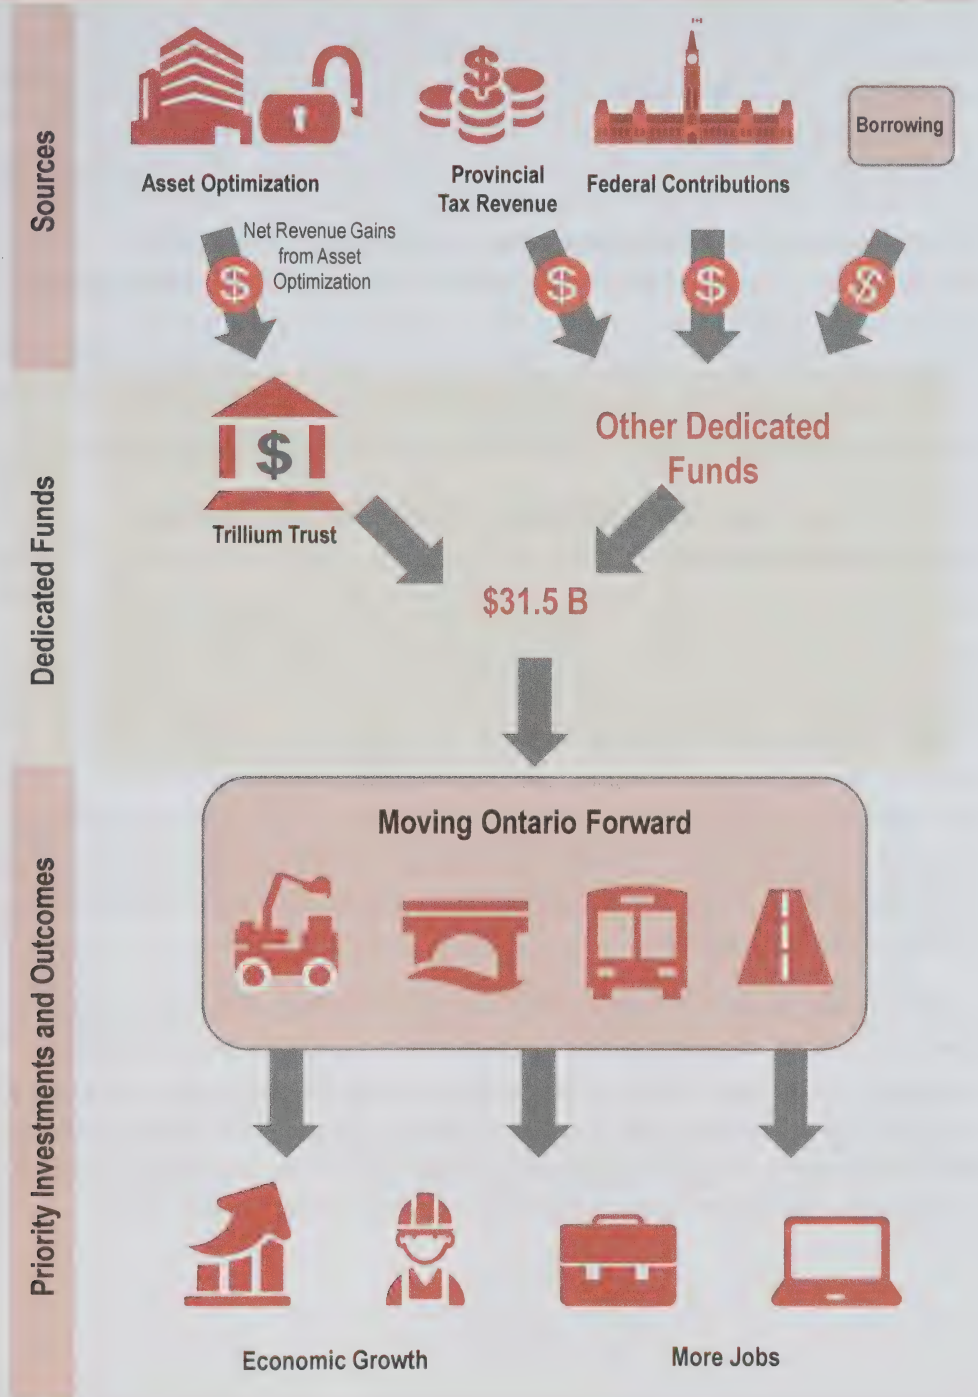 Sources
Asset Optimization
Provincial
Tax Revenue
Federal Contributions
Borrowing
Net Revenue Gains
from Asset
Optimization
$
$
$
$
Dedicated Funds
$
$
Trillium Trust
Other Dedicated
Funds
$31.5 B
Priority Investments and Outcomes
Moving Ontario Forward
Economic Growth
More Jobs